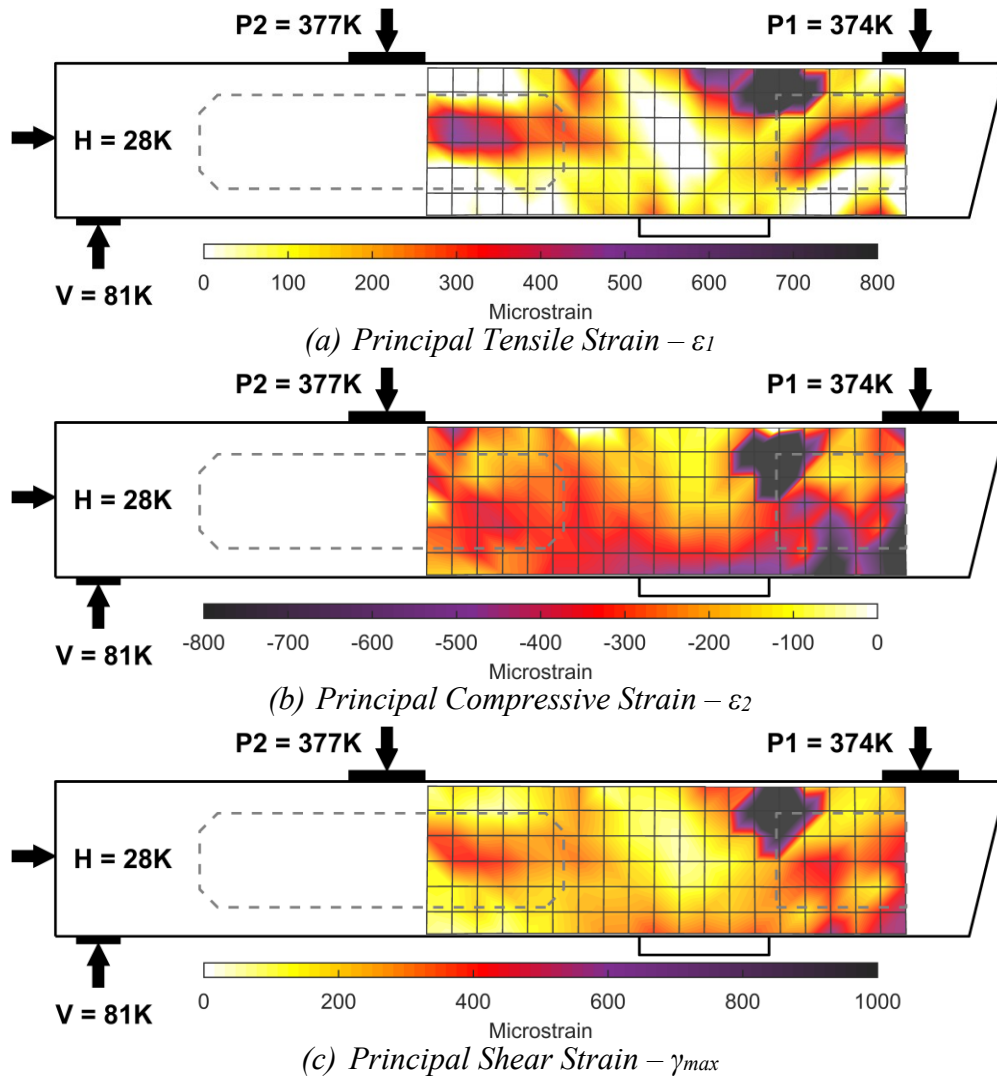 P2 = 377K P1 = 374K
H = 28K
V = 81K
0 100 200 300 400 500 600 700 800
Microstrain
(a) Principal Tensile Strain – ε1
P2 = 377K P1 = 374K
H = 28K
V = 81K
-800 -700 -600 -500 -400 -300 -200 -100 0
Microstrain
(b) Principal Compressive Strain – ε2
P2 = 377K P1 = 374K
H = 28K
V = 81K
0 200 400 600 800 1000
Microstrain
(c) Principal Shear Strain – γmax